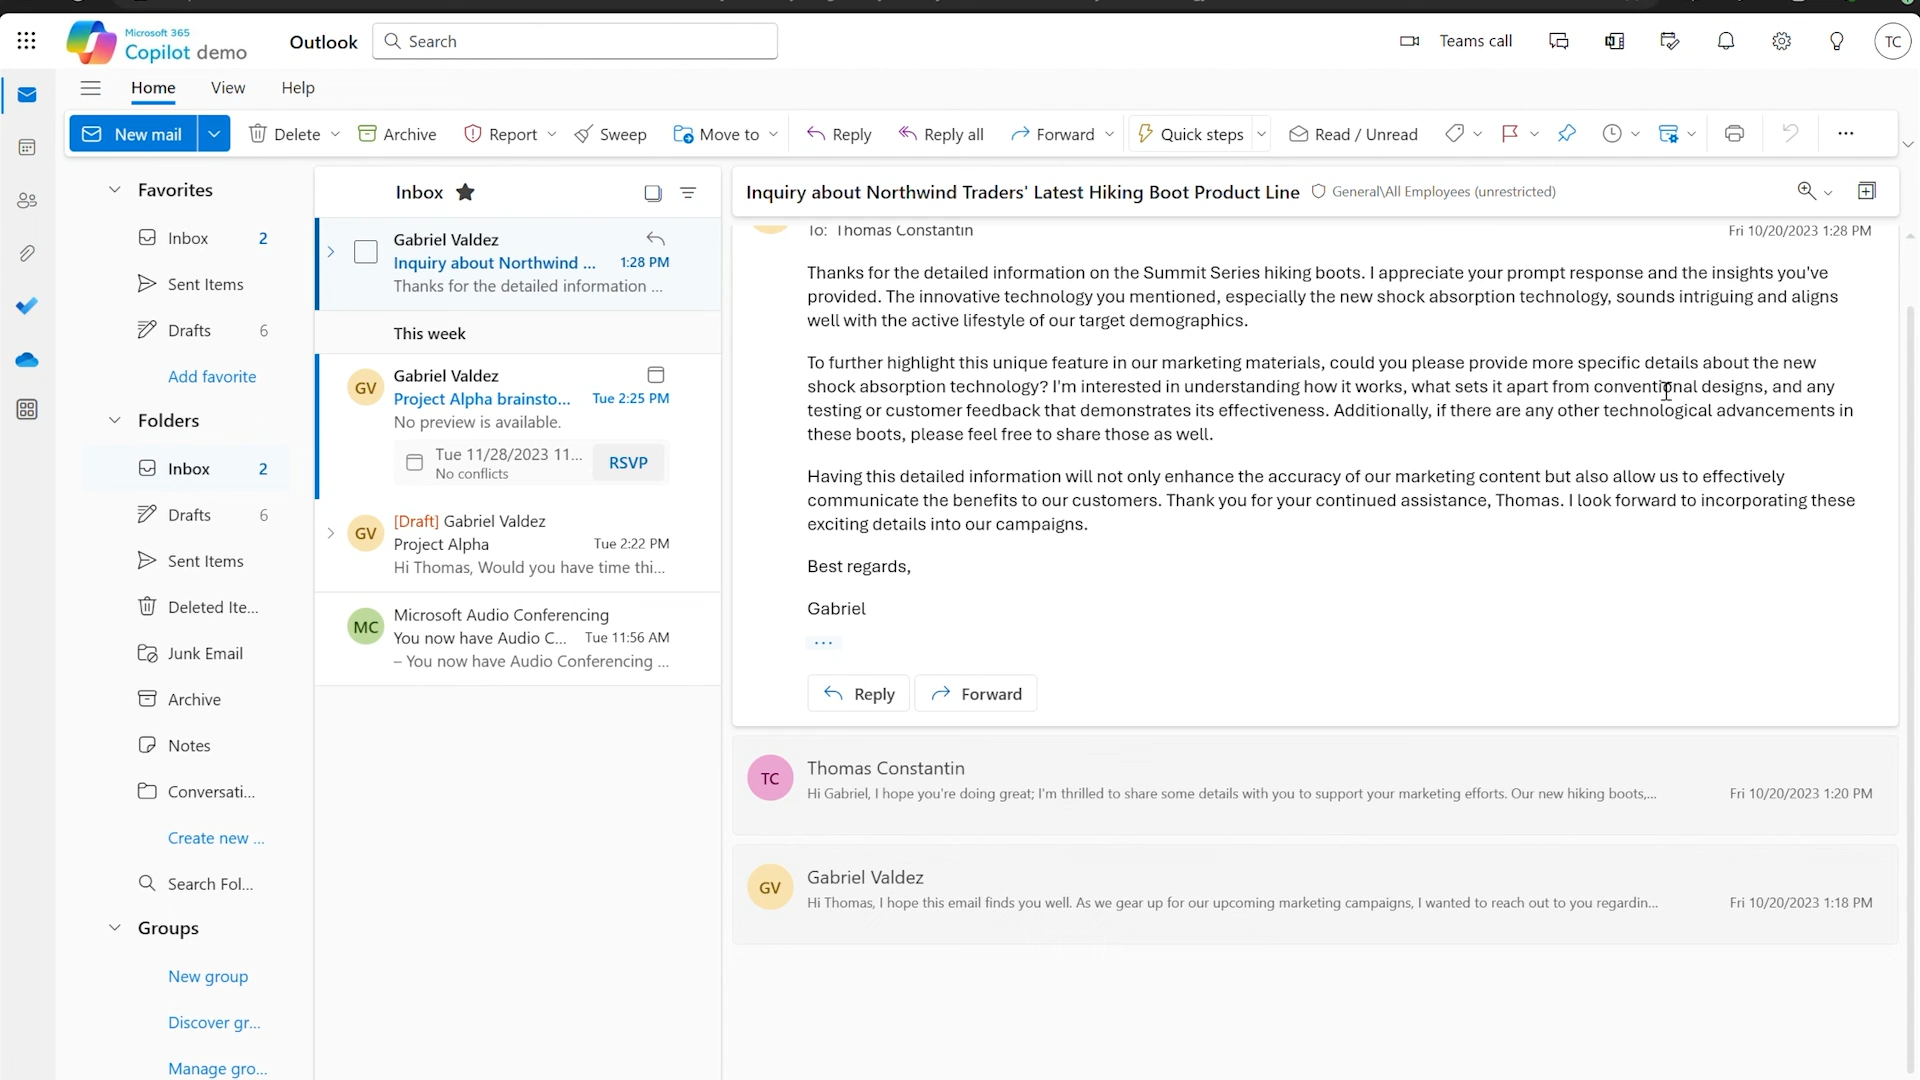 Microsoft 365
Copilot demo
Outlook
Search
Teams call
TC
Home
View
Help
New mail
Delete
Archive
Report
Sweep
Move to
Reply
Reply all
Forward
Quick steps
Read / Unread
Favorites
Inbox 2
Sent Items
Drafts 6
Add favorite
Folders
Inbox 2
Drafts 6
Sent Items
Deleted Ite...
Junk Email
Archive
Notes
Conversati...
Create new ...
Search Fol...
Groups
New group
Discover gr...
Manage gro...
Inbox
Gabriel Valdez
Inquiry about Northwind ... 1:28 PM
Thanks for the detailed information ...
This week
GV
Gabriel Valdez
Project Alpha brainsto... Tue 2:25 PM
No preview is available.
Tue 11/28/2023 11...
No conflicts
RSVP
GV
[Draft] Gabriel Valdez
Project Alpha Tue 2:22 PM
Hi Thomas, Would you have time thi...
MC
Microsoft Audio Conferencing
You now have Audio C... Tue 11:56 AM
– You now have Audio Conferencing ...
Inquiry about Northwind Traders' Latest Hiking Boot Product Line General\All Employees (unrestricted)
To: Thomas Constantin Fri 10/20/2023 1:28 PM
Thanks for the detailed information on the Summit Series hiking boots. I appreciate your prompt response and the insights you've
provided. The innovative technology you mentioned, especially the new shock absorption technology, sounds intriguing and aligns
well with the active lifestyle of our target demographics.
To further highlight this unique feature in our marketing materials, could you please provide more specific details about the new
shock absorption technology? I'm interested in understanding how it works, what sets it apart from conventional designs, and any
testing or customer feedback that demonstrates its effectiveness. Additionally, if there are any other technological advancements in
these boots, please feel free to share those as well.
Having this detailed information will not only enhance the accuracy of our marketing content but also allow us to effectively
communicate the benefits to our customers. Thank you for your continued assistance, Thomas. I look forward to incorporating these
exciting details into our campaigns.
Best regards,
Gabriel
...
Reply
Forward
TC
Thomas Constantin
Hi Gabriel, I hope you're doing great; I'm thrilled to share some details with you to support your marketing efforts. Our new hiking boots,... Fri 10/20/2023 1:20 PM
GV
Gabriel Valdez
Hi Thomas, I hope this email finds you well. As we gear up for our upcoming marketing campaigns, I wanted to reach out to you regardin... Fri 10/20/2023 1:18 PM